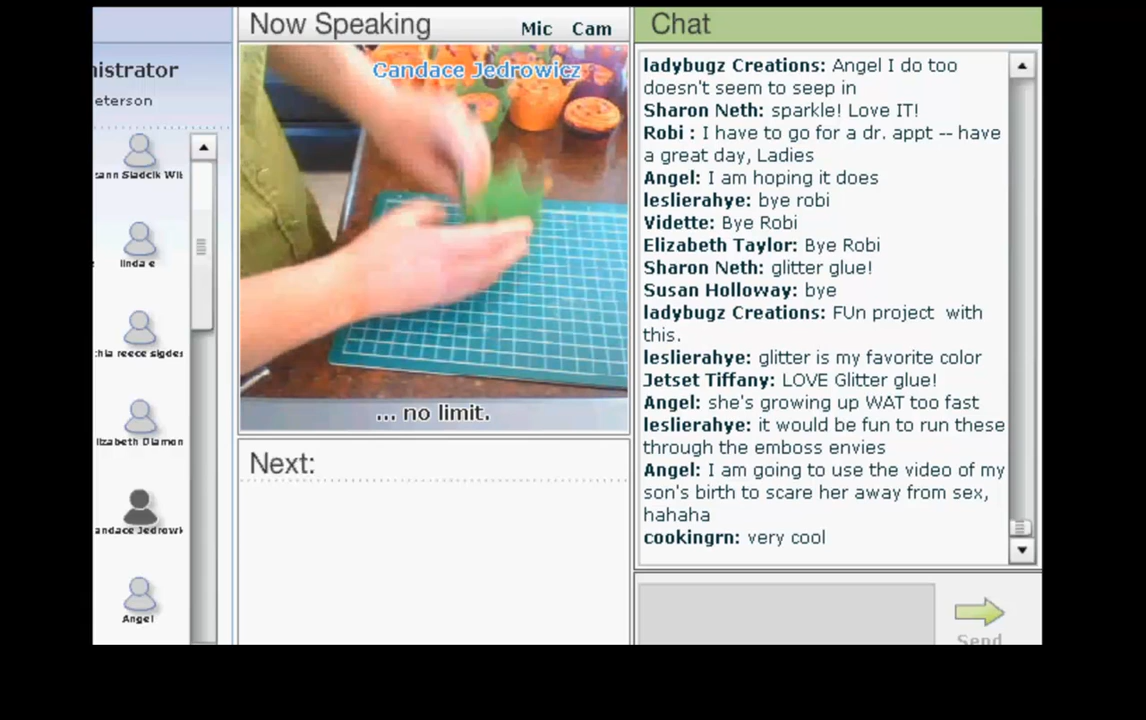 nistrator
eterson
linda e
Angel
Now Speaking
Mic Cam
Candace Jedrowicz
... no limit.
Next:
Chat
ladybugz Creations: Angel I do too
doesn't seem to seep in
Sharon Neth: sparkle! Love IT!
Robi : I have to go for a dr. appt -- have
a great day, Ladies
Angel: I am hoping it does
leslierahye: bye robi
Vidette: Bye Robi
Elizabeth Taylor: Bye Robi
Sharon Neth: glitter glue!
Susan Holloway: bye
ladybugz Creations: FUn project with
this.
leslierahye: glitter is my favorite color
Jetset Tiffany: LOVE Glitter glue!
Angel: she's growing up WAT too fast
leslierahye: it would be fun to run these
through the emboss envies
Angel: I am going to use the video of my
son's birth to scare her away from sex,
hahaha
cookingrn: very cool
Send